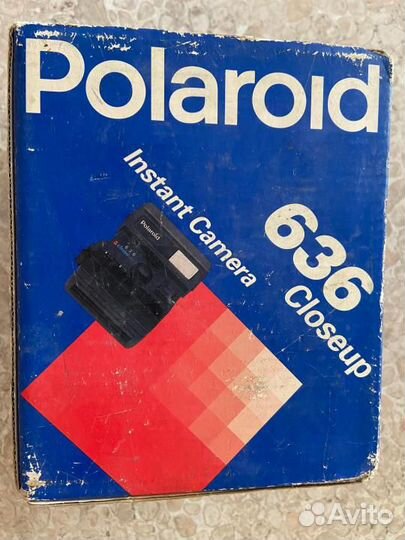 Polaroid
Instant Camera
636
Closeup
Polaroid
Avito